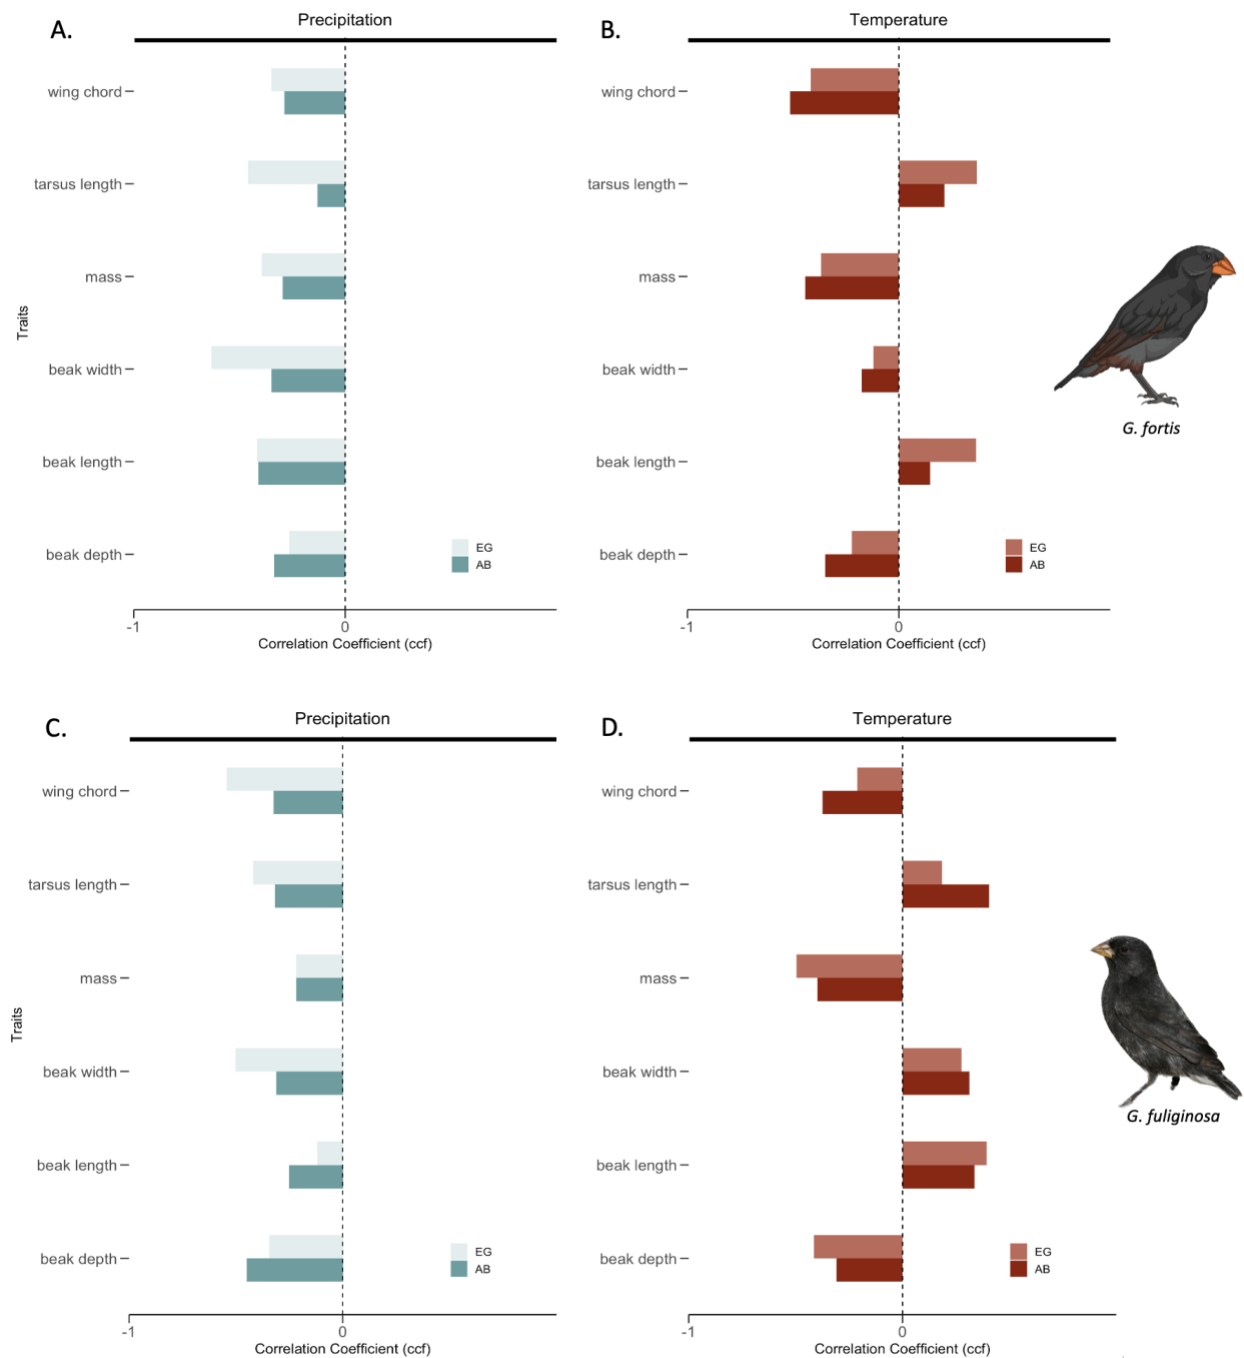 A.
Precipitation
wing chord
tarsus length
mass
beak width
beak length
beak depth
Traits
EG
AB
-1
0
Correlation Coefficient (ccf)
B.
Temperature
wing chord
tarsus length
mass
beak width
beak length
beak depth
EG
AB
-1
0
Correlation Coefficient (ccf)
G. fortis
C.
Precipitation
wing chord
tarsus length
mass
beak width
beak length
beak depth
Traits
EG
AB
-1
0
Correlation Coefficient (ccf)
D.
Temperature
wing chord
tarsus length
mass
beak width
beak length
beak depth
EG
AB
-1
0
Correlation Coefficient (ccf)
G. fuliginosa